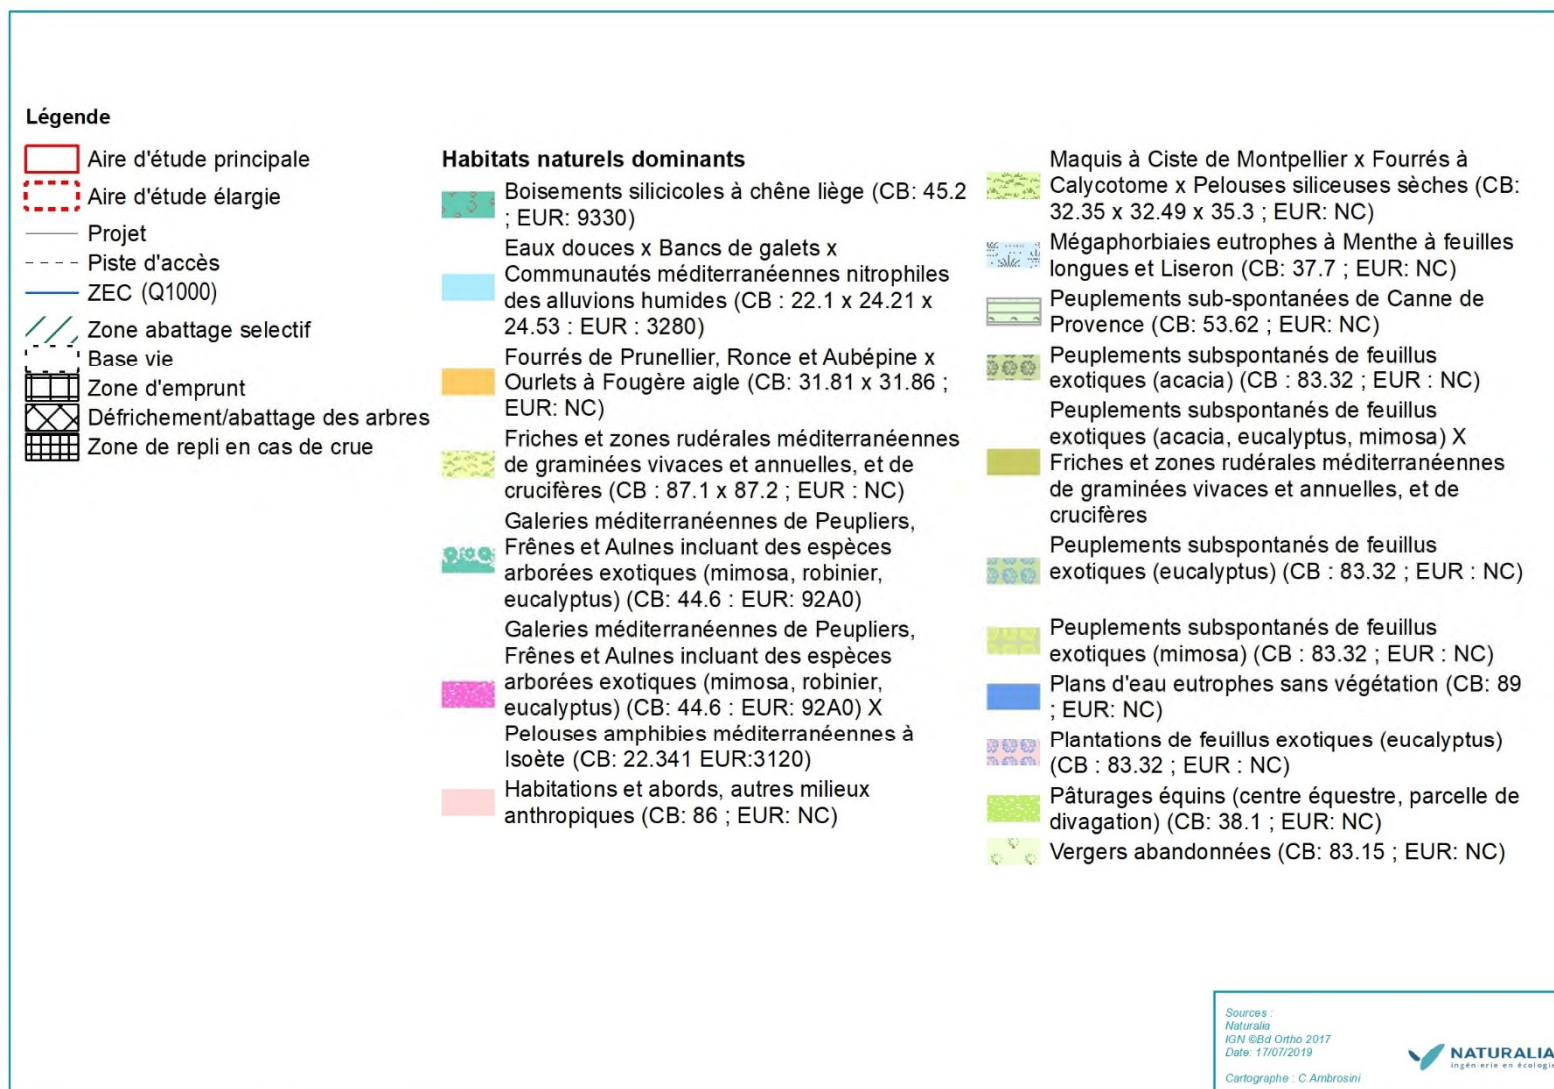 Légende
Aire d'étude principale
Aire d'étude élargie
Projet
Piste d'accès
ZEC (Q1000)
Zone abattage selectif
Base vie
Zone d'emprunt
Défrichement/abattage des arbres
Zone de repli en cas de crue
Habitats naturels dominants
Boisements silicicoles à chêne liège (CB: 45.2
; EUR: 9330)
Eaux douces x Bancs de galets x
Communautés méditerranéennes nitrophiles
des alluvions humides (CB : 22.1 x 24.21 x
24.53 : EUR : 3280)
Fourrés de Prunellier, Ronce et Aubépine x
Ourlets à Fougère aigle (CB: 31.81 x 31.86 ;
EUR: NC)
Friches et zones rudérales méditerranéennes
de graminées vivaces et annuelles, et de
crucifères (CB : 87.1 x 87.2 ; EUR : NC)
Galeries méditerranéennes de Peupliers,
Frênes et Aulnes incluant des espèces
arborées exotiques (mimosa, robinier,
eucalyptus) (CB: 44.6 : EUR: 92A0)
Galeries méditerranéennes de Peupliers,
Frênes et Aulnes incluant des espèces
arborées exotiques (mimosa, robinier,
eucalyptus) (CB: 44.6 : EUR: 92A0) X
Pelouses amphibies méditerranéennes à
Isoète (CB: 22.341 EUR:3120)
Habitations et abords, autres milieux
anthropiques (CB: 86 ; EUR: NC)
Maquis à Ciste de Montpellier x Fourrés à
Calycotome x Pelouses siliceuses sèches (CB:
32.35 x 32.49 x 35.3 ; EUR: NC)
Mégaphorbiaies eutrophes à Menthe à feuilles
longues et Liseron (CB: 37.7 ; EUR: NC)
Peuplements sub-spontanées de Canne de
Provence (CB: 53.62 ; EUR: NC)
Peuplements subspontanés de feuillus
exotiques (acacia) (CB : 83.32 ; EUR : NC)
Peuplements subspontanés de feuillus
exotiques (acacia, eucalyptus, mimosa) X
Friches et zones rudérales méditerranéennes
de graminées vivaces et annuelles, et de
crucifères
Peuplements subspontanés de feuillus
exotiques (eucalyptus) (CB : 83.32 ; EUR : NC)
Peuplements subspontanés de feuillus
exotiques (mimosa) (CB : 83.32 ; EUR : NC)
Plans d'eau eutrophes sans végétation (CB: 89
; EUR: NC)
Plantations de feuillus exotiques (eucalyptus)
(CB : 83.32 ; EUR : NC)
Pâturages équins (centre équestre, parcelle de
divagation) (CB: 38.1 ; EUR: NC)
Vergers abandonnées (CB: 83.15 ; EUR: NC)
Sources :
Naturalia
IGN ©Bd Ortho 2017
Date: 17/07/2019
Cartographe : C.Ambrosini
NATURALIA
ingénierie en écologie